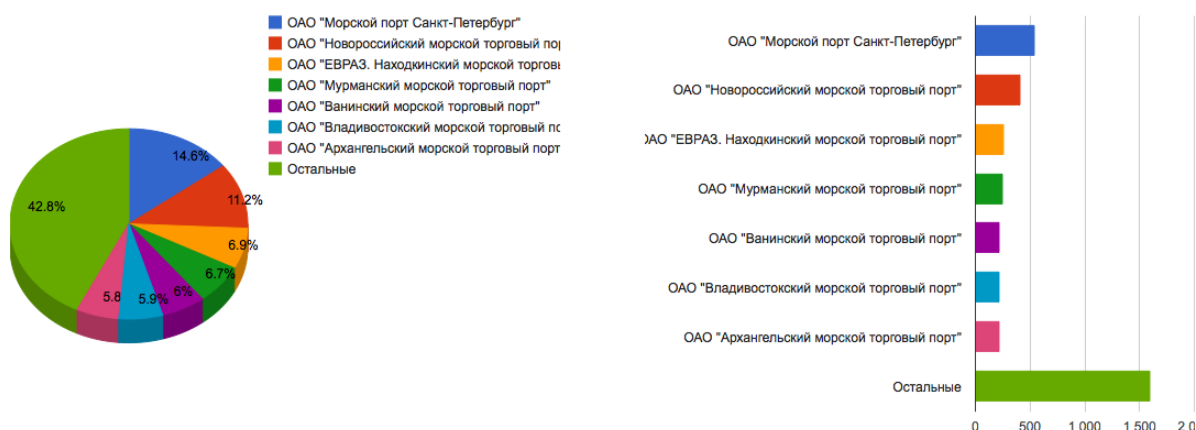 ОАО "Морской порт Санкт-Петербург"
ОАО "Новороссийский морской торговый
ОАО "ЕВРАЗ. Находкинский морской
ОАО "Мурманский морской торговый порт"
ОАО "Ванинский морской торговый порт"
ОАО "Владивостокский морской торговый
ОАО "Архангельский морской торговый порт
Остальные
14.6%
11.2%
6.9%
6.7%
6%
5.9%
5.8
42.8%
ОАО "Морской порт Санкт-Петербург"
ОАО "Новороссийский морской торговый порт"
ОАО "ЕВРАЗ. Находкинский морской торговый порт"
ОАО "Мурманский морской торговый порт"
ОАО "Ванинский морской торговый порт"
ОАО "Владивостокский морской торговый порт"
ОАО "Архангельский морской торговый порт"
Остальные
0 500 1 000 1 500